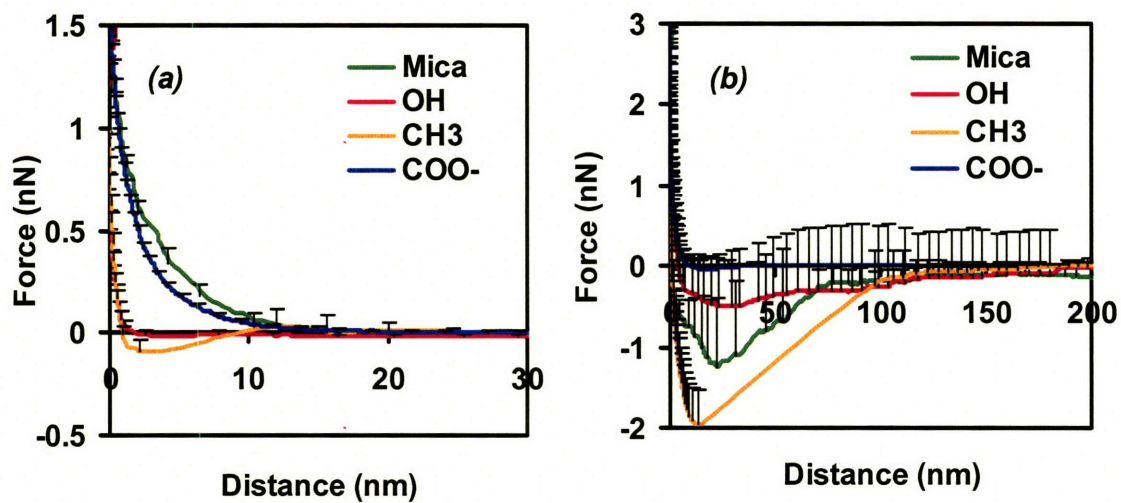 1.5
(a)
Mica
OH
CH3
COO-
1
0.5
0
-0.5
0
10
20
30
Force (nN)
Distance (nm)
3
(b)
Mica
OH
CH3
COO-
2
1
0
-1
-2
0
50
100
150
200
Force (nN)
Distance (nm)